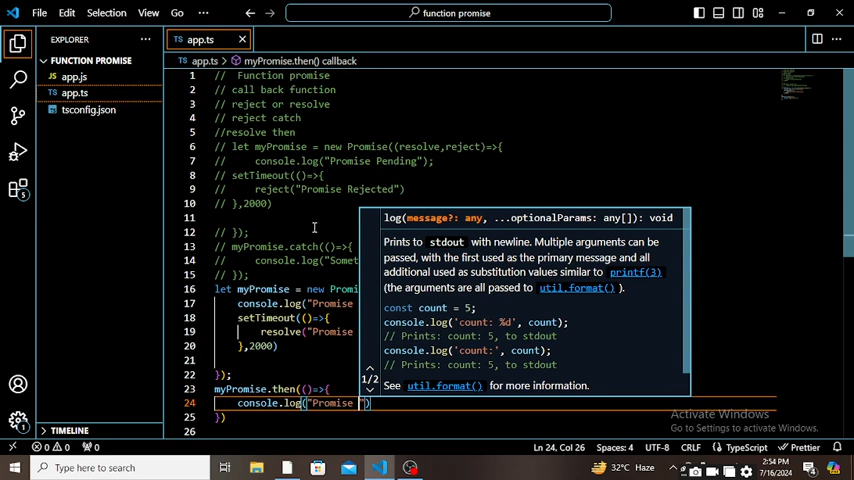 File Edit Selection View Go ··· function promise
EXPLORER ···
FUNCTION PROMISE
JS app.js
TS app.ts
tsconfig.json
TIMELINE
5
1
TS app.ts
TS app.ts > myPromise.then() callback
1 // Function promise
2 // call back function
3 // reject or resolve
4 // reject catch
5 //resolve then
6 // let myPromise = new Promise((resolve,reject)=>{
7 // console.log("Promise Pending");
8 // setTimeout(()=>{
9 // reject("Promise Rejected")
10 // },2000)
11
12 // });
13 // myPromise.catch(()=>{
14 // console.log("Somet
15 // });
16 let myPromise = new Promi
17 console.log("Promise
18 setTimeout(()=>{
19 resolve("Promise
20 },2000)
21
22 });
23 myPromise.then(()=>{
24 console.log("Promise ")
25 })
26
log(message?: any, ...optionalParams: any[]): void
Prints to stdout with newline. Multiple arguments can be
passed, with the first used as the primary message and all
additional used as substitution values similar to printf(3)
(the arguments are all passed to util.format() ).
const count = 5;
console.log('count: %d', count);
// Prints: count: 5, to stdout
console.log('count:', count);
// Prints: count: 5, to stdout
1/2
See util.format() for more information.
Activate Windows
Go to Settings to activate Windows.
0 0 0 Ln 24, Col 26 Spaces: 4 UTF-8 CRLF {} TypeScript Prettier
Type here to search 32°C Haze 2:54 PM
7/16/2024 4